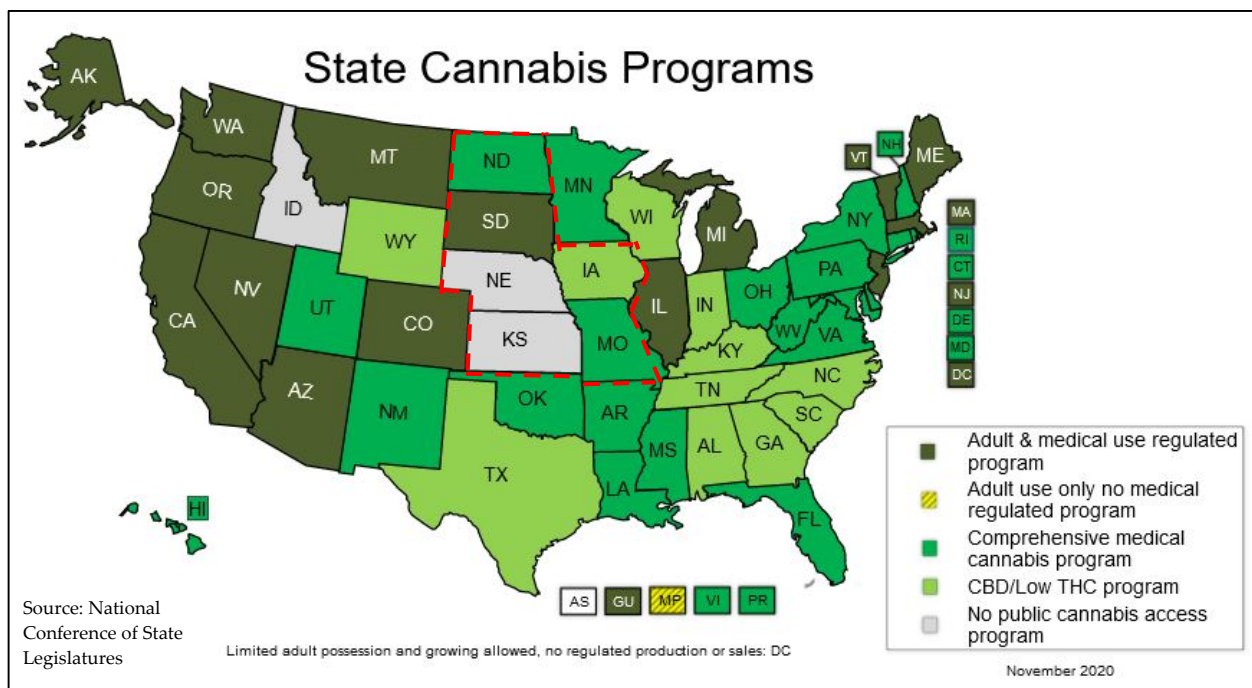 State Cannabis Programs
AK
WA
OR
CA
NV
ID
MT
WY
UT
AZ
CO
NM
ND
SD
NE
KS
OK
TX
MN
IA
MO
AR
LA
WI
IL
MI
IN
KY
TN
MS
AL
GA
OH
WV
VA
NC
SC
FL
PA
NY
VT
NH
ME
MA
RI
CT
NJ
DE
MD
DC
HI
AS
GU
MP
VI
PR
Adult & medical use regulated
program
Adult use only no medical
regulated program
Comprehensive medical
cannabis program
CBD/Low THC program
No public cannabis access
program
Source: National
Conference of State
Legislatures
Limited adult possession and growing allowed, no regulated production or sales: DC
November 2020